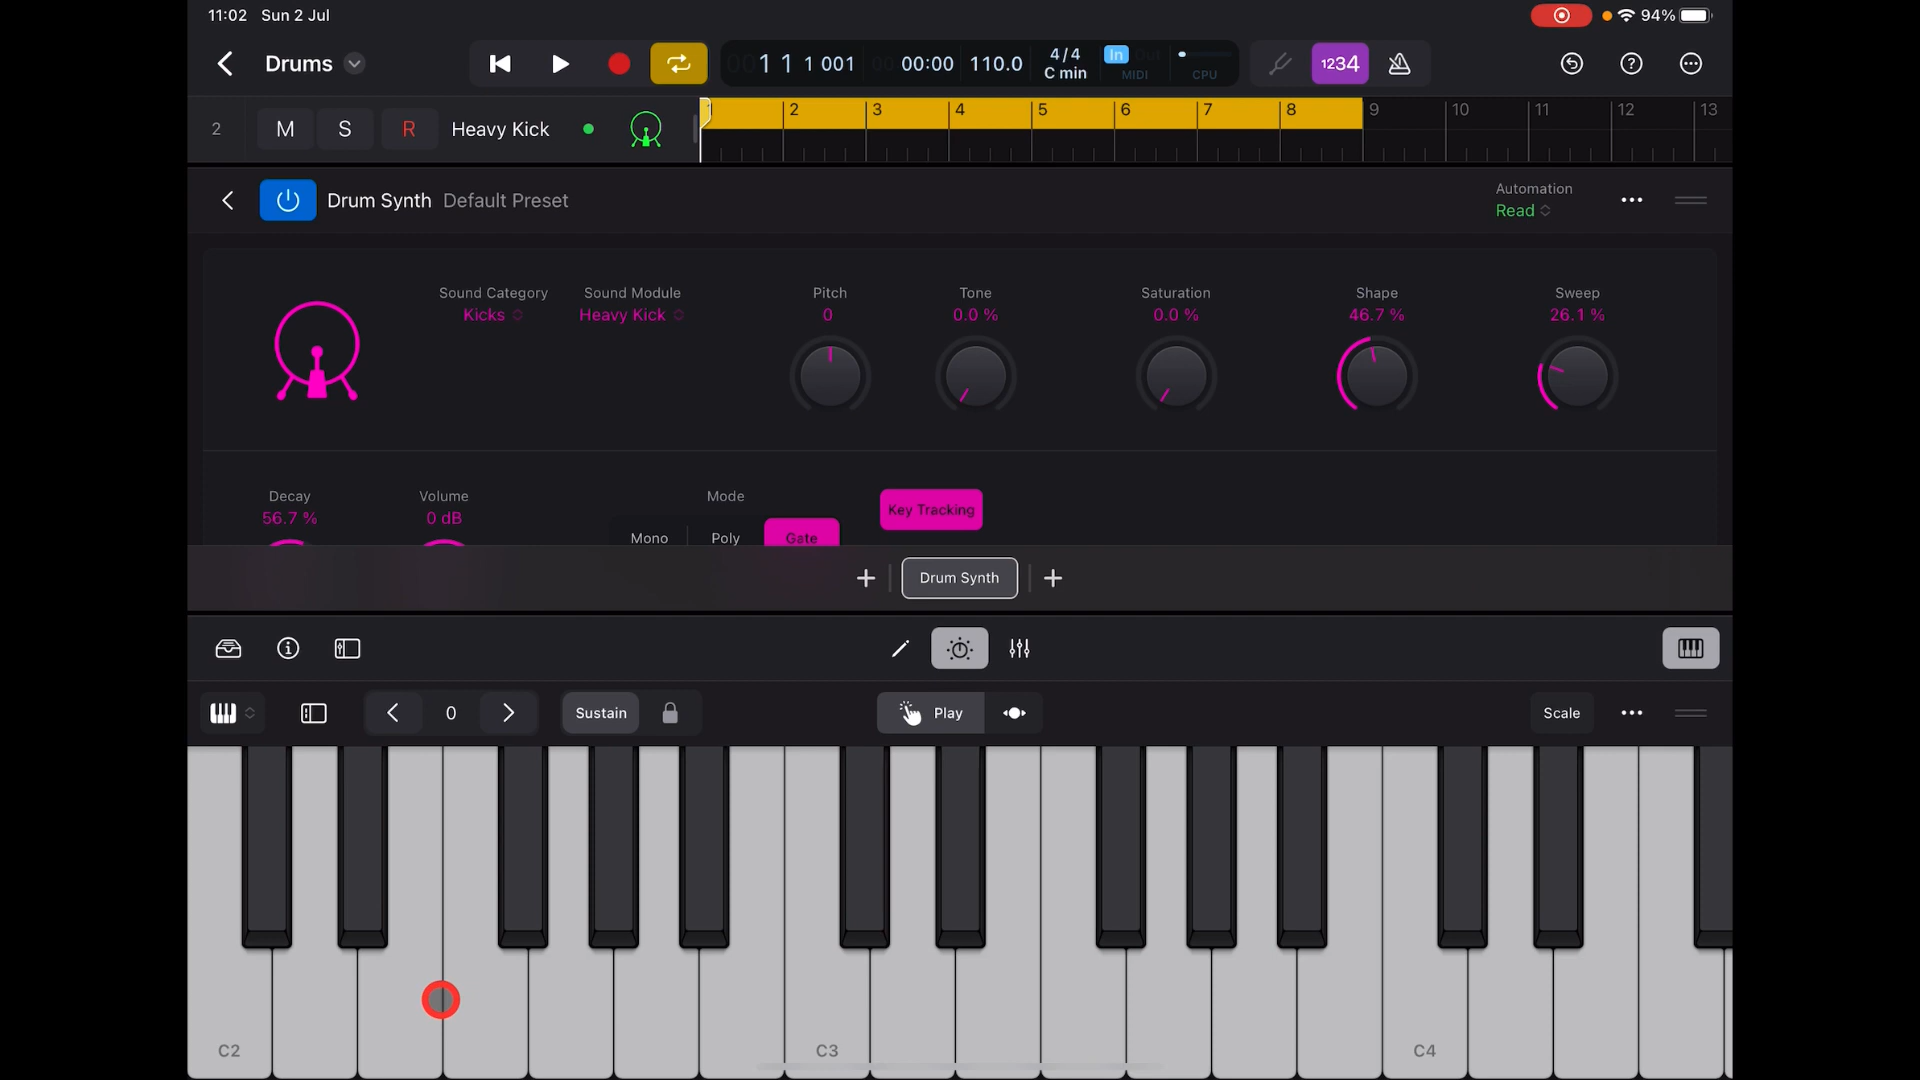 11:02 Sun 2 Jul
94%
Drums
1 1 1 001 00:00 110.0 4/4 C min In Out MIDI CPU
1234
2 M S R Heavy Kick
2 3 4 5 6 7 8 9 10 11 12 13
Drum Synth Default Preset
Automation
Read
Sound Category Sound Module Pitch Tone Saturation Shape Sweep
Kicks Heavy Kick 0 0.0 % 0.0 % 46.7 % 26.1 %
Decay Volume Mode
56.7 % 0 dB Key Tracking
Mono Poly Gate
Drum Synth
0 Sustain Play Scale
C2 C3 C4